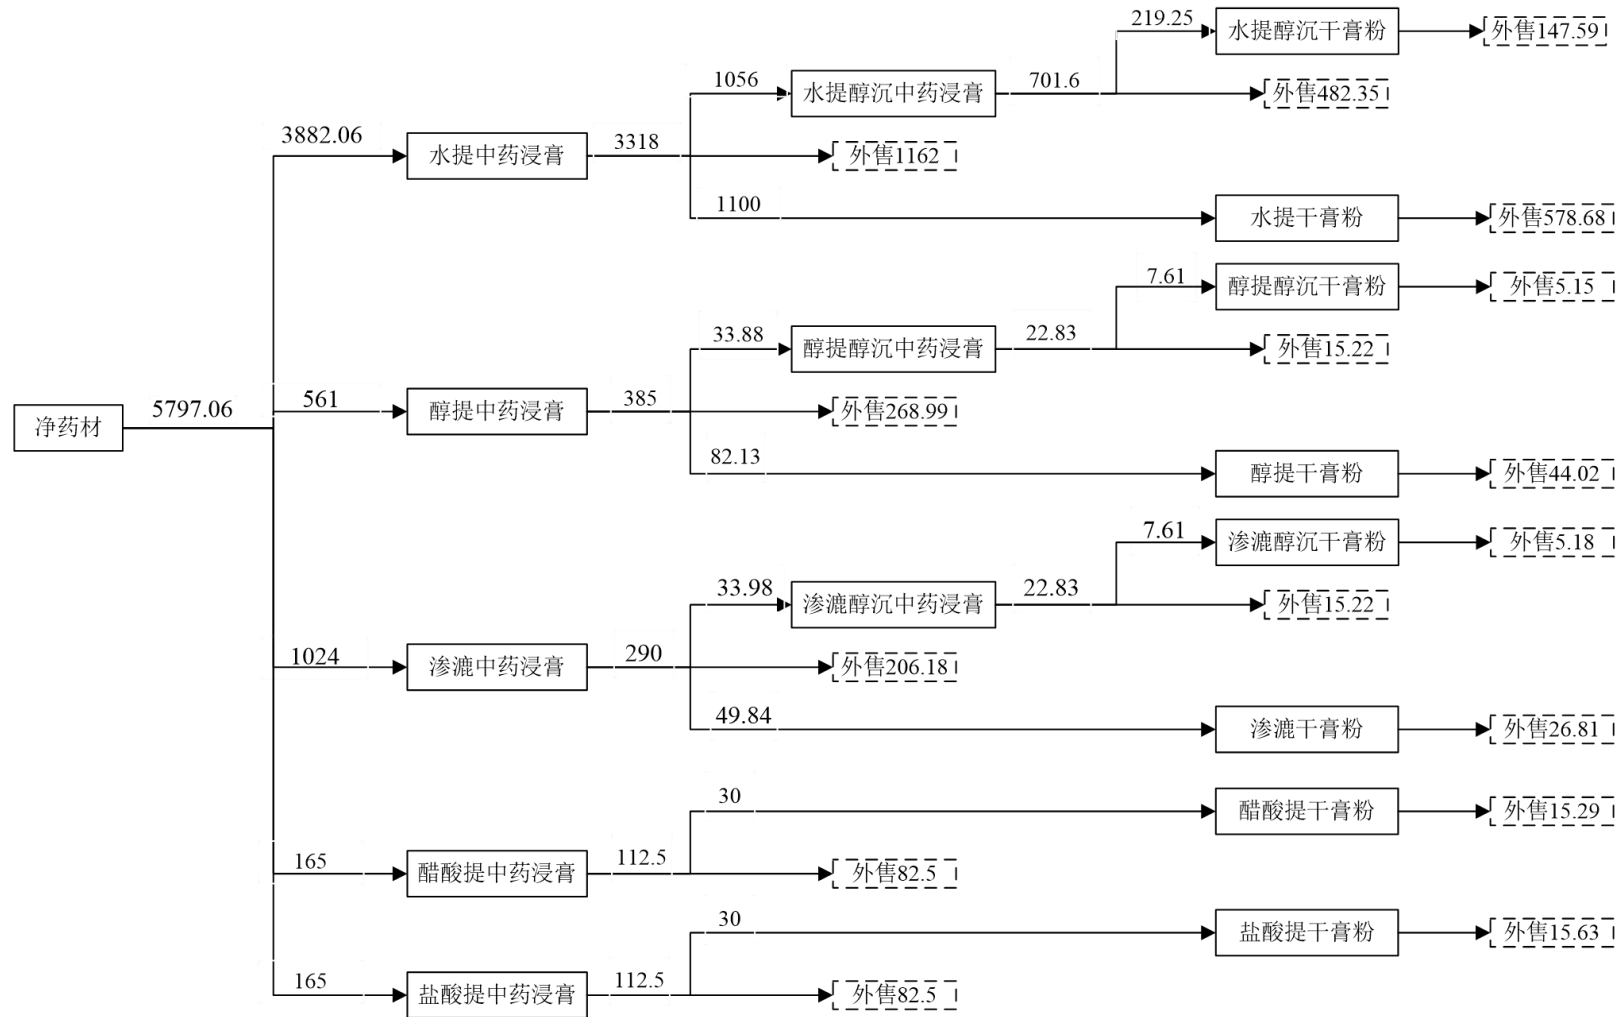 219.25
水提醇沉干膏粉
外售147.59
1056
水提醇沉中药浸膏
701.6
外售482.35
3882.06
水提中药浸膏
3318
外售1162
1100
水提干膏粉
外售578.68
7.61
醇提醇沉干膏粉
外售5.15
33.88
醇提醇沉中药浸膏
22.83
外售15.22
净药材
5797.06
561
醇提中药浸膏
385
外售268.99
82.13
醇提干膏粉
外售44.02
7.61
渗漉醇沉干膏粉
外售5.18
33.98
渗漉醇沉中药浸膏
22.83
外售15.22
1024
渗漉中药浸膏
290
外售206.18
49.84
渗漉干膏粉
外售26.81
30
醋酸提干膏粉
外售15.29
165
醋酸提中药浸膏
112.5
外售82.5
30
盐酸提干膏粉
外售15.63
165
盐酸提中药浸膏
112.5
外售82.5